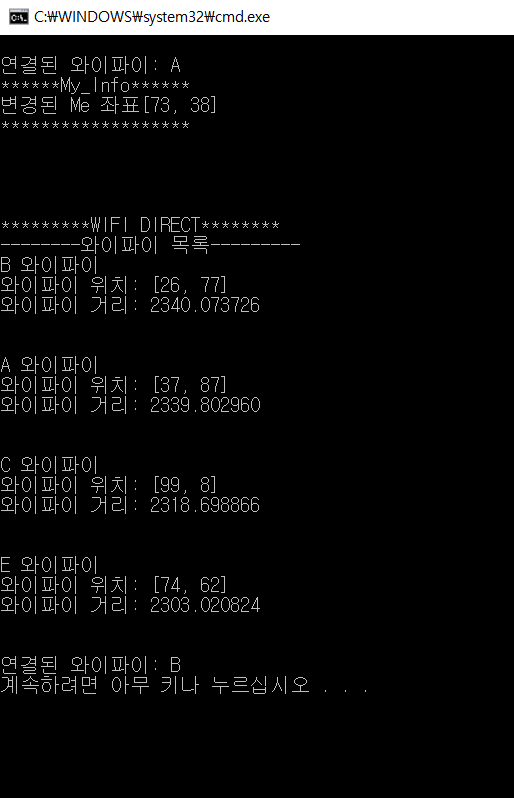 C:₩WINDOWS₩system32₩cmd.exe
연결된 와이파이: A
******My_Info******
변경된 Me 좌표[73, 38]
*******************
*********WIFI DIRECT********
--------와이파이 목록---------
B 와이파이
와이파이 위치: [26, 77]
와이파이 거리: 2340.073726
A 와이파이
와이파이 위치: [37, 87]
와이파이 거리: 2339.802960
C 와이파이
와이파이 위치: [99, 8]
와이파이 거리: 2318.698866
E 와이파이
와이파이 위치: [74, 62]
와이파이 거리: 2303.020824
연결된 와이파이: B
계속하려면 아무 키나 누르십시오 . . .